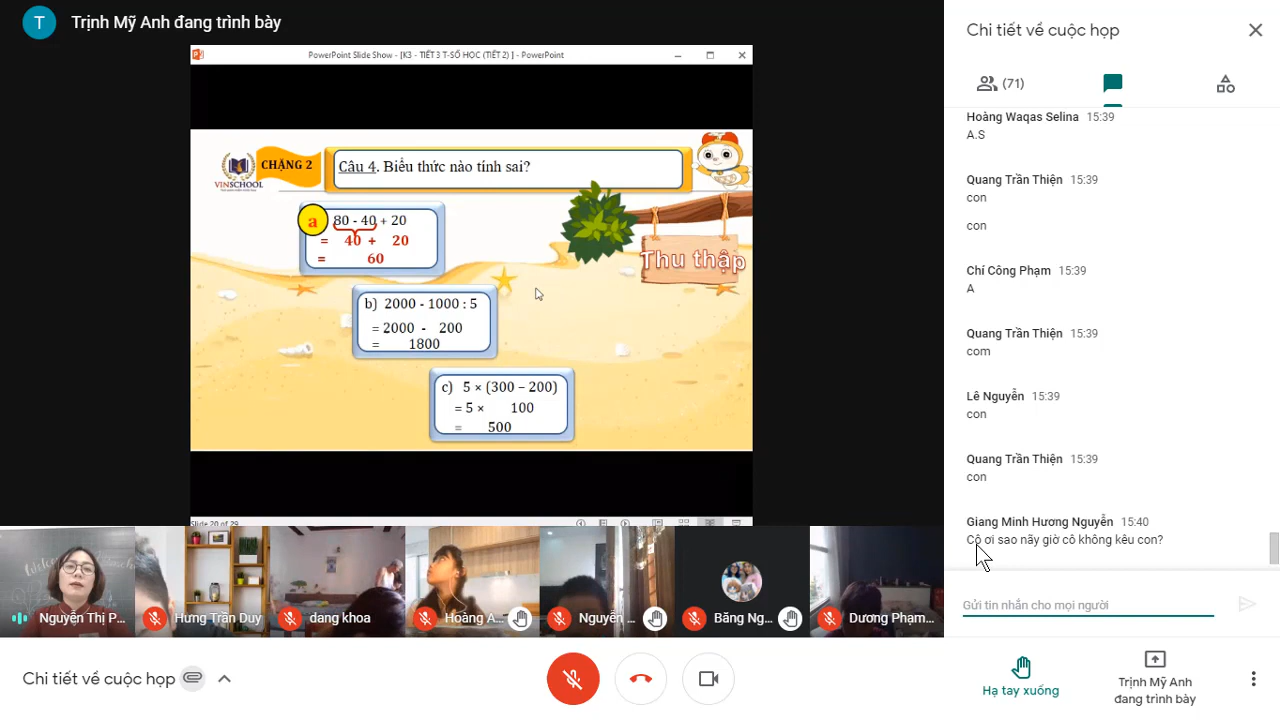 T
Trịnh Mỹ Anh đang trình bày
PowerPoint Slide Show - [K3 - TIẾT 3 T-SỐ HỌC (TIẾT 2) ] - PowerPoint
VINSCHOOL
CHẶNG 2
Câu 4. Biểu thức nào tính sai?
Thu thập
a
80 - 40 + 20
= 40 + 20
= 60
b) 2000 - 1000 : 5
= 2000 - 200
= 1800
c) 5 × (300 – 200)
= 5 × 100
= 500
Slide 20 of 29
Nguyễn Thị P...
Hưng Trần Duy
dang khoa
Hoàng A...
Nguyễn ...
Băng Ng...
Dương Phạm...
Chi tiết về cuộc họp
Chi tiết về cuộc họp
(71)
Hoàng Waqas Selina 15:39
A.S
Quang Trần Thiện 15:39
con
con
Chí Công Phạm 15:39
A
Quang Trần Thiện 15:39
com
Lê Nguyễn 15:39
con
Quang Trần Thiện 15:39
con
Giang Minh Hương Nguyễn 15:40
Cô ơi sao nãy giờ cô không kêu con?
Gửi tin nhắn cho mọi người
Hạ tay xuống
Trịnh Mỹ Anh
đang trình bày